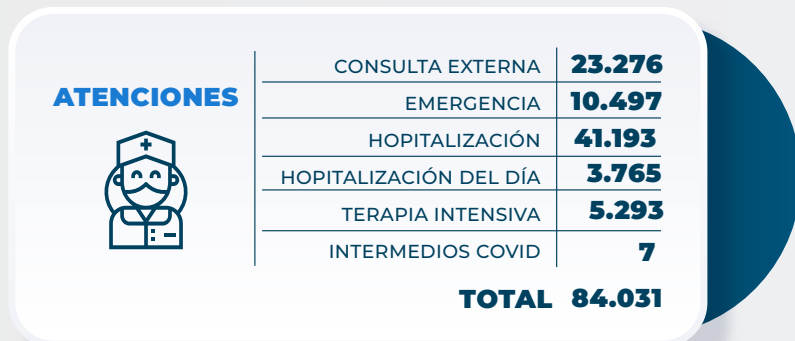 ATENCIONES
CONSULTA EXTERNA 23.276
EMERGENCIA 10.497
HOPITALIZACIÓN 41.193
HOPITALIZACIÓN DEL DÍA 3.765
TERAPIA INTENSIVA 5.293
INTERMEDIOS COVID 7
TOTAL 84.031